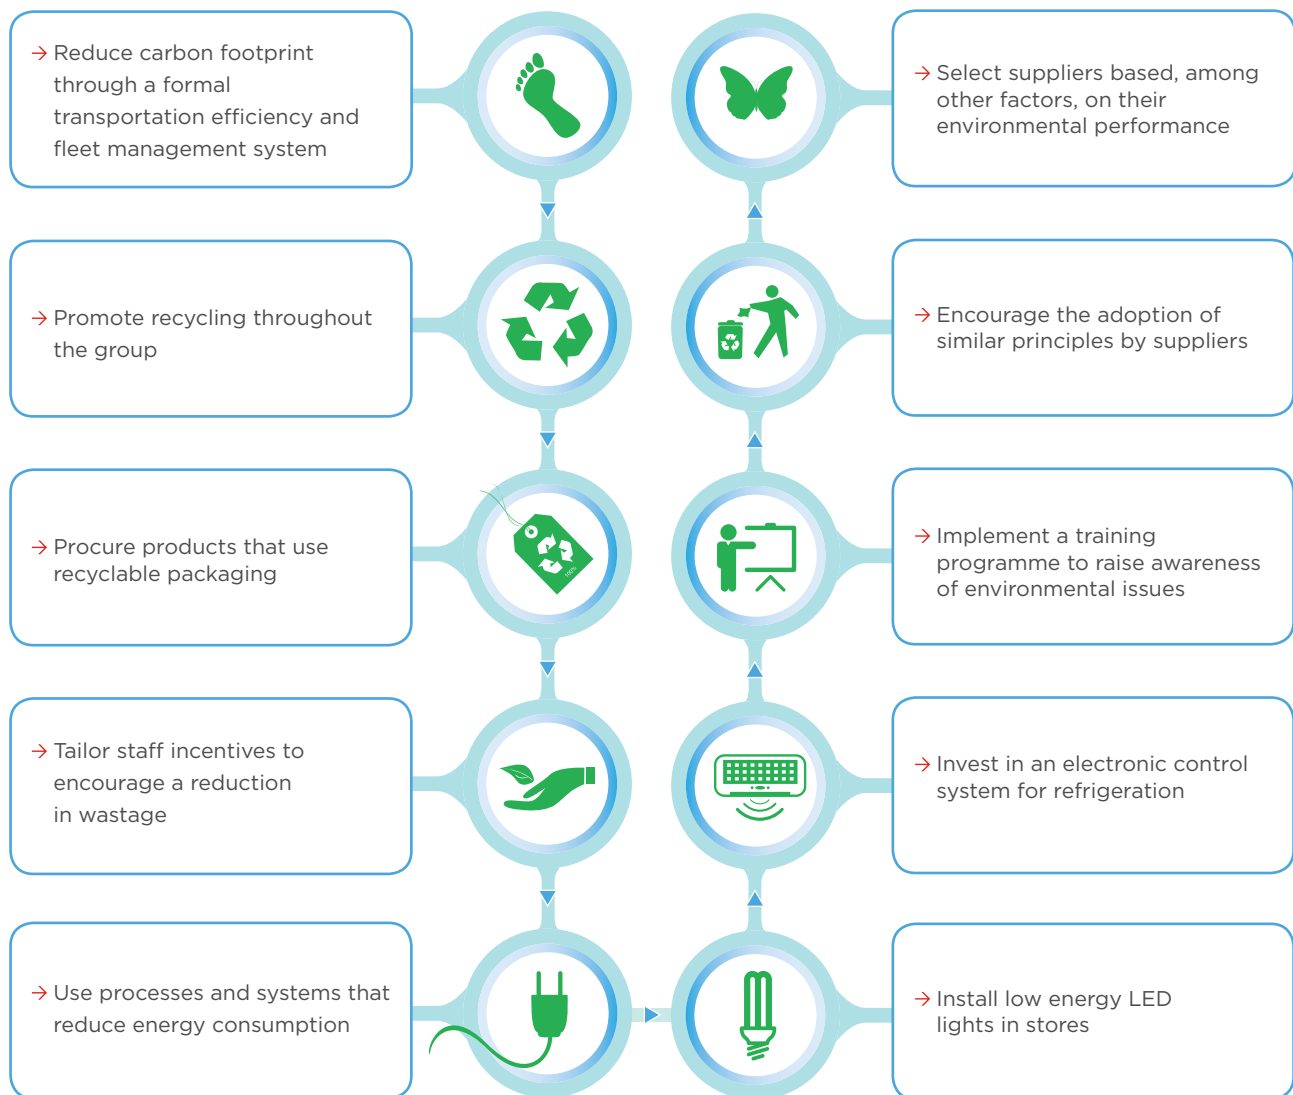 → Reduce carbon footprint
through a formal
transportation efficiency and
fleet management system
→ Promote recycling throughout
the group
→ Procure products that use
recyclable packaging
100%
→ Tailor staff incentives to
encourage a reduction
in wastage
→ Use processes and systems that
reduce energy consumption
→ Install low energy LED
lights in stores
→ Invest in an electronic control
system for refrigeration
→ Implement a training
programme to raise awareness
of environmental issues
→ Encourage the adoption of
similar principles by suppliers
→ Select suppliers based, among
other factors, on their
environmental performance